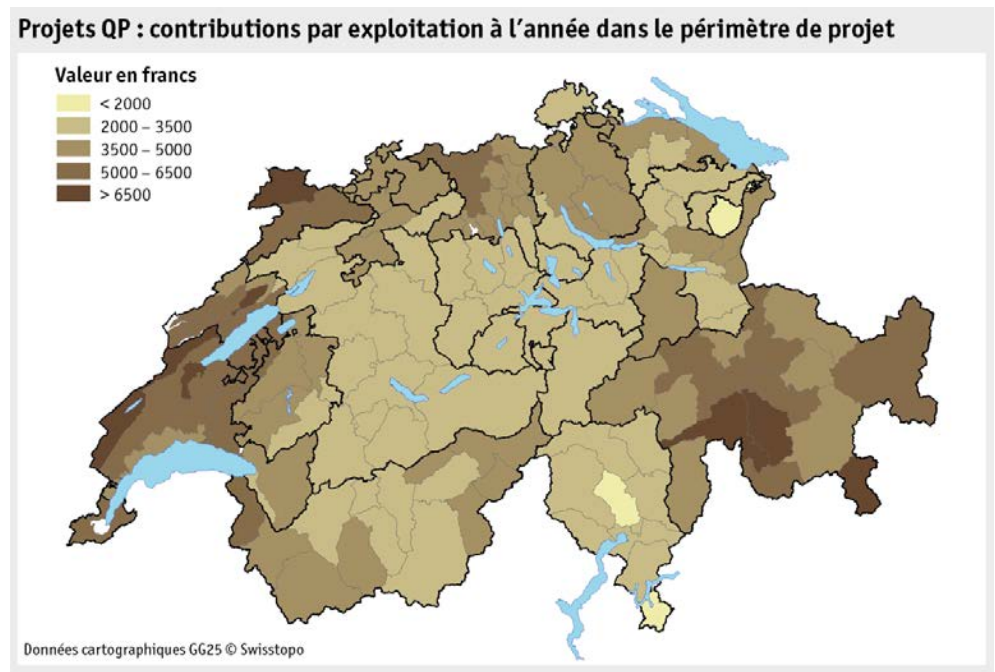 Projets QP : contributions par exploitation à l'année dans le périmètre de projet
Valeur en francs
< 2000
2000 – 3500
3500 – 5000
5000 – 6500
> 6500
Données cartographiques GG25 © Swisstopo